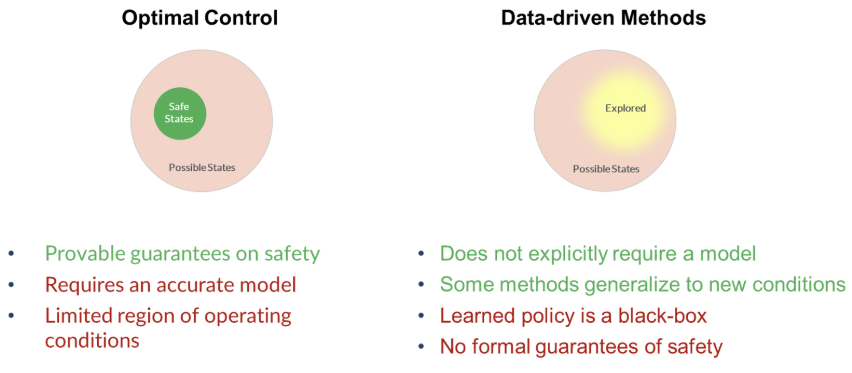 Optimal Control
Safe
States
Possible States
• Provable guarantees on safety
• Requires an accurate model
• Limited region of operating
conditions
Data-driven Methods
Explored
Possible States
• Does not explicitly require a model
• Some methods generalize to new conditions
• Learned policy is a black-box
• No formal guarantees of safety